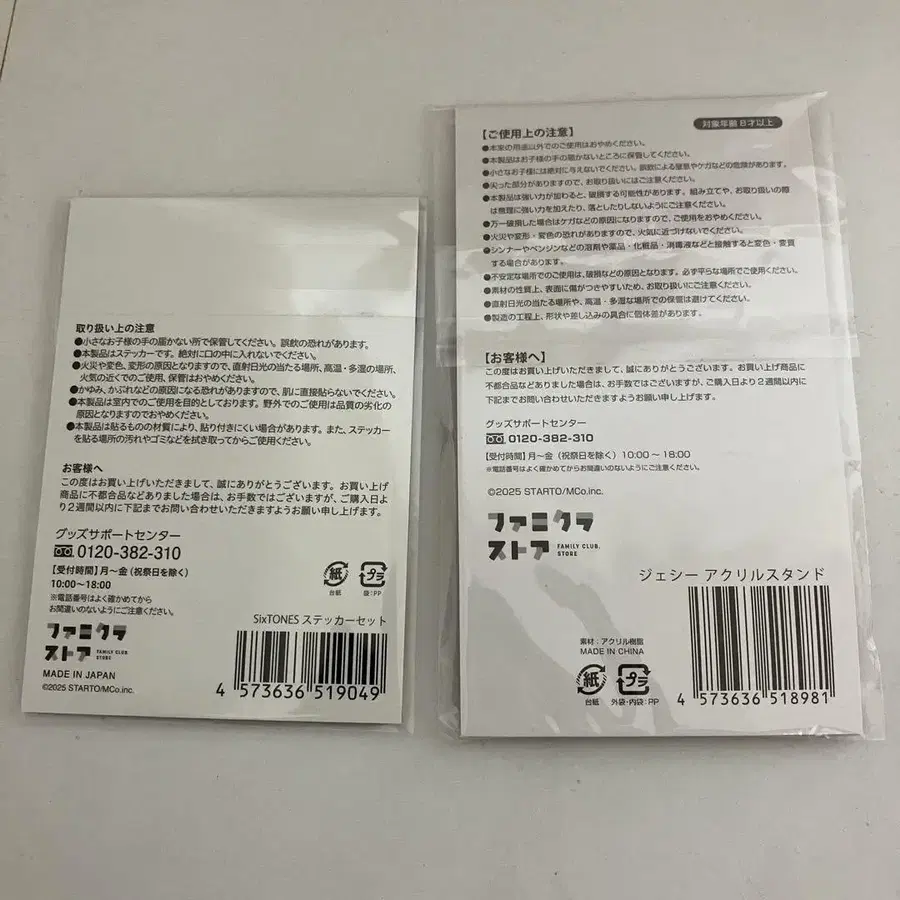 取り扱い上の注意
●小さなお子様の手の届かない所で保管してください。誤飲の恐れがあります。
●本製品はステッカーです。絶対に口の中に入れないでください。
●火災や変色、変形の原因となりますので、直射日光の当たる場所、高温・多湿の場所、
火気の近くでのご使用、保管はおやめください。
●かゆみ、かぶれなどの原因になる恐れがありますので、肌に直接貼らないでください。
●本製品は室内でのご使用を目的としております。野外でのご使用は品質の劣化の
原因となりますのでおやめください。
●本製品は貼るものの材質により、貼り付きにくい場合があります。また、ステッカー
を貼る場所の汚れやゴミなどを拭き取ってからご使用ください。
お客様へ
この度はお買い上げいただきまして、誠にありがとうございます。お買い上げ
商品に不都合品などありました場合は、お手数ではございますが、ご購入日よ
り2週間以内に下記までお問い合わせいただきますようお願い申し上げます。
グッズサポートセンター
0120-382-310
【受付時間】月〜金(祝祭日を除く)
10:00〜18:00
※電話番号はよく確かめてから
お間違いのないようにご注意ください。
ファミクラ
ストア FAMILY CLUB. STORE
MADE IN JAPAN
©2025 STARTO/MCo.inc.
紙
台紙
プラ
袋:PP
SixTONES ステッカーセット
4 573636 519049
対象年齢 8才以上
【ご使用上の注意】
●本来の用途以外でのご使用はおやめください。
●本製品はお子様の手の届かないところに保管してください。
●小さなお子様には絶対に与えないでください。誤飲による窒息やケガなどの危険があります。
●尖った部分がありますので、お取り扱いにはご注意ください。
●本製品は強い力が加わると、破損する可能性があります。組み立てや、お取り扱いの際
は無理に強い力を加えたり、落としたりしないようにご注意ください。
●万一破損した場合はケガなどの原因になりますので、ご使用をおやめください。
●火災や変形・変色の恐れがありますので、火気に近づけないでください。
●シンナーやベンジンなどの溶剤や薬品・化粧品・消毒液などと接触すると変色・変質
する場合があります。
●不安定な場所でのご使用は、破損などの原因となります。必ず平らな場所でご使用ください。
●素材の性質上、表面に傷がつきやすいため、お取り扱いにご注意ください。
●直射日光の当たる場所や、高温・多湿な場所での保管は避けてください。
●製造の工程上、形状や差し込みの具合に個体差があります。
【お客様へ】
この度はお買い上げいただきまして、誠にありがとうございます。お買い上げ商品に
不都合品などありました場合は、お手数ではございますが、ご購入日より2週間以内に
下記までお問い合わせいただきますようお願い申し上げます。
グッズサポートセンター
0120-382-310
【受付時間】月〜金(祝祭日を除く)10:00〜18:00
※電話番号はよく確かめてからお間違いのないようにご注意ください。
©2025 STARTO/MCo.inc.
ファミクラ
ストア FAMILY CLUB. STORE
ジェシー アクリルスタンド
素材:アクリル樹脂
MADE IN CHINA
紙
台紙
プラ
外袋・内袋:PP
4 573636 518981